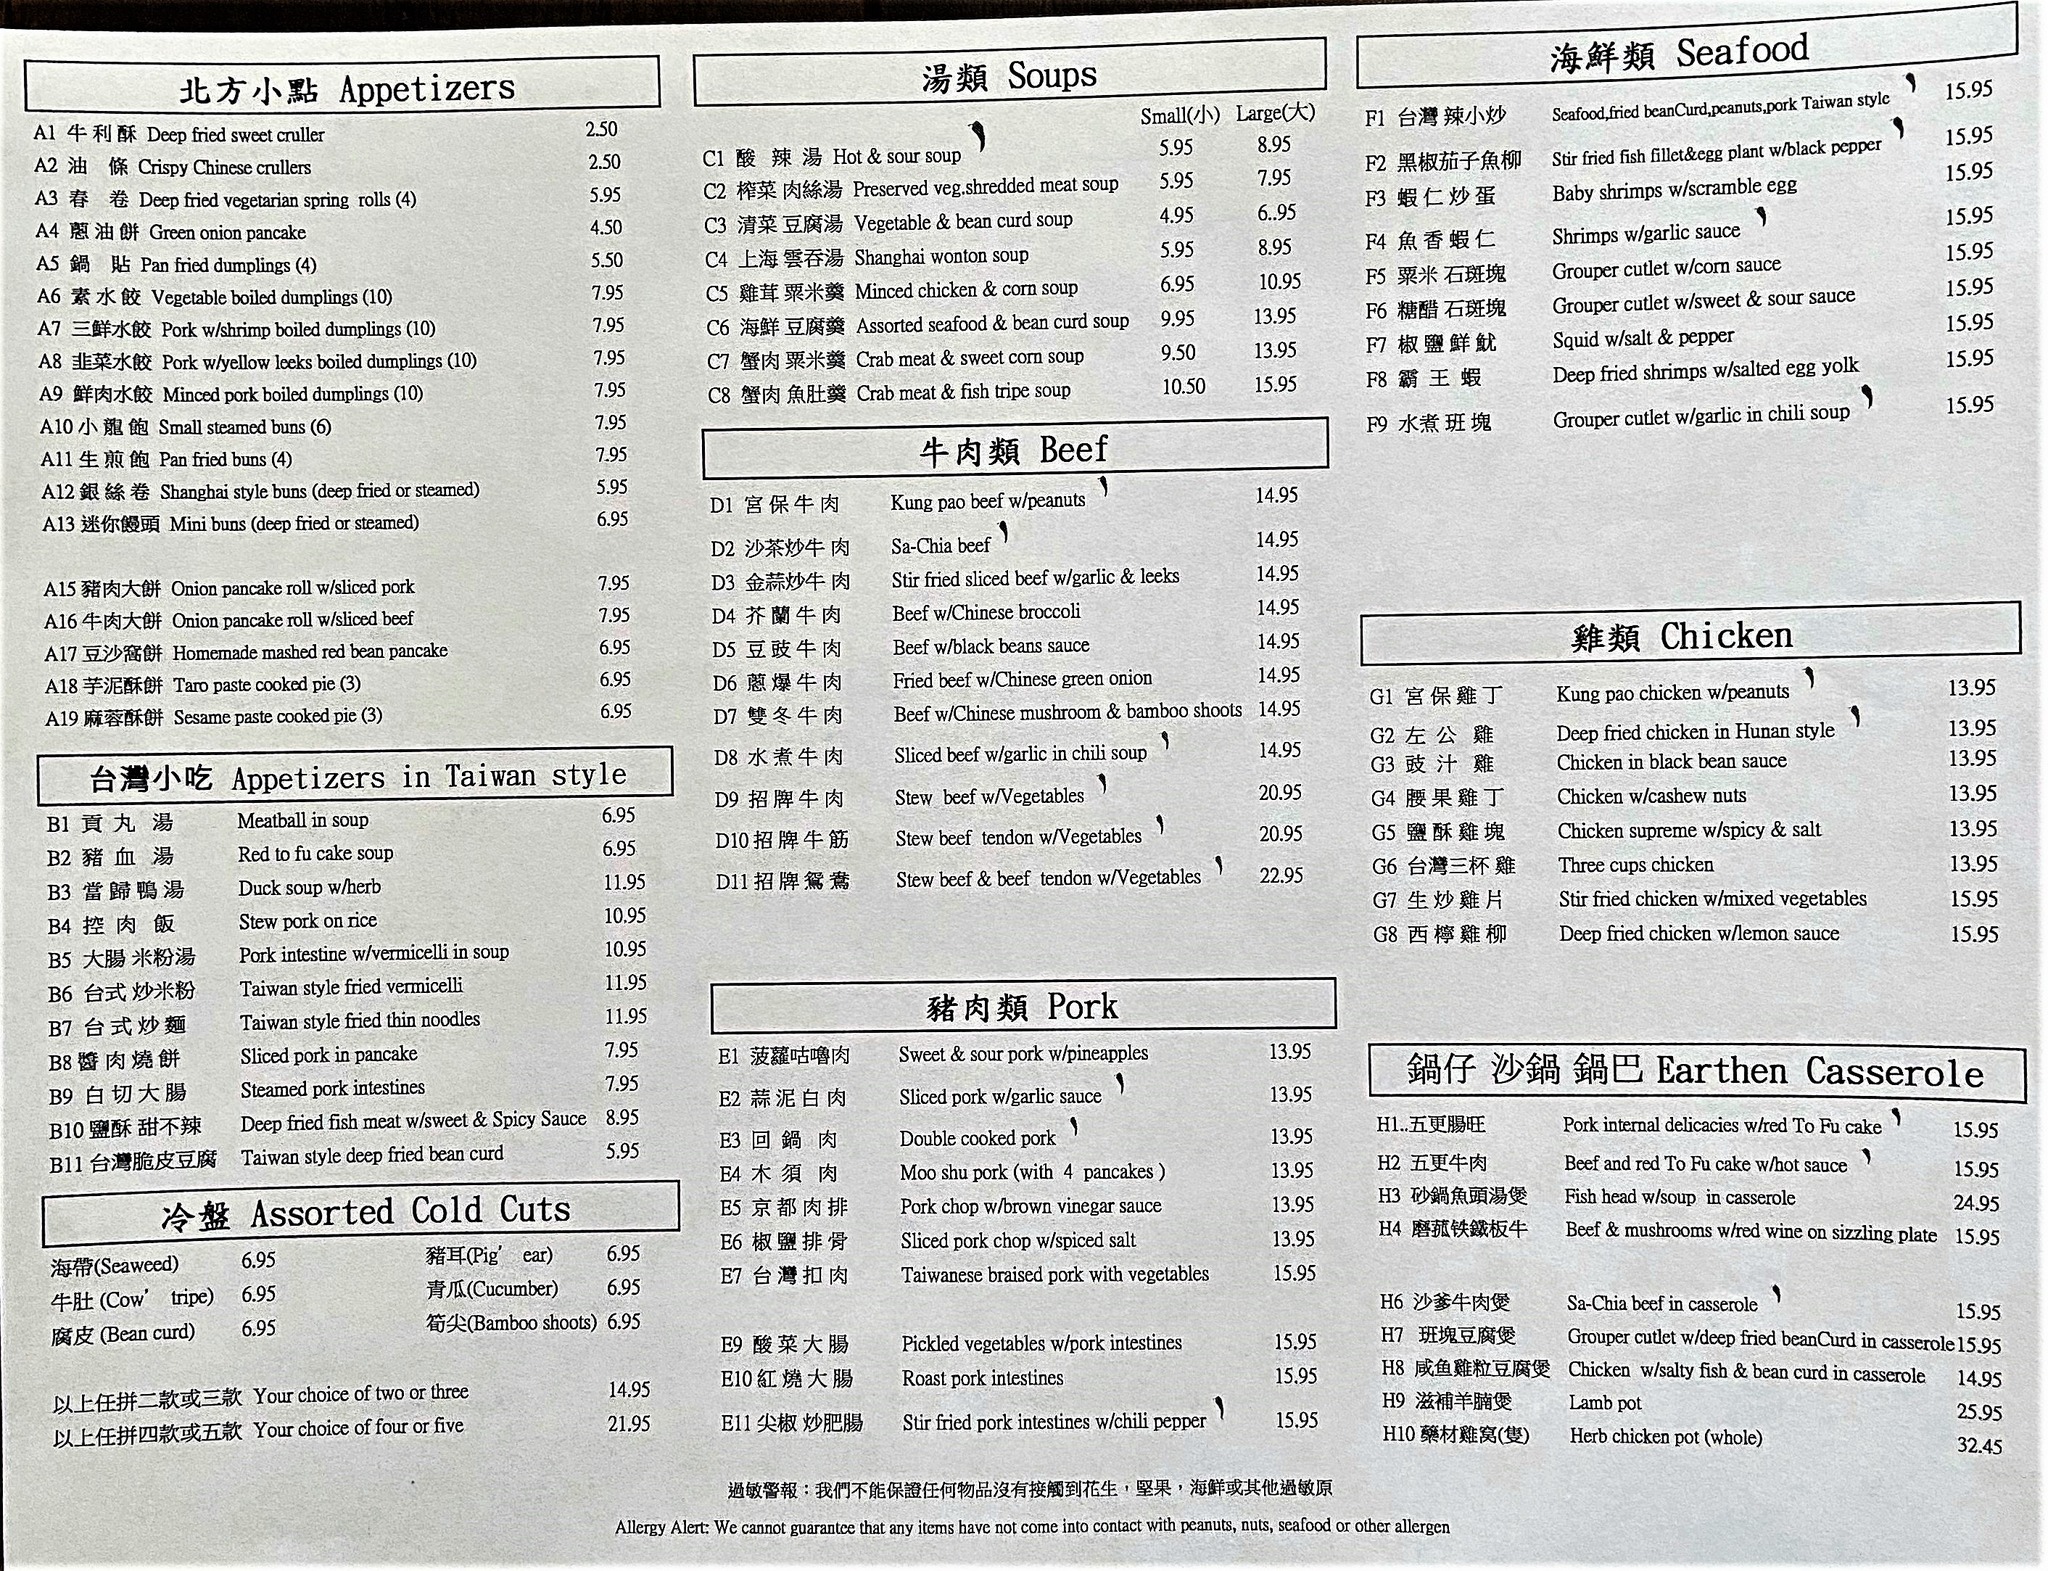 北方小點 Appetizers
A1 牛利酥 Deep fried sweet cruller 2.50
A2 油 條 Crispy Chinese crullers 2.50
A3 春 卷 Deep fried vegetarian spring rolls (4) 5.95
A4 蔥油餅 Green onion pancake 4.50
A5 鍋 貼 Pan fried dumplings (4) 5.50
A6 素水餃 Vegetable boiled dumplings (10) 7.95
A7 三鮮水餃 Pork w/shrimp boiled dumplings (10) 7.95
A8 韭菜水餃 Pork w/yellow leeks boiled dumplings (10) 7.95
A9 鮮肉水餃 Minced pork boiled dumplings (10) 7.95
A10 小龍飽 Small steamed buns (6) 7.95
A11 生煎飽 Pan fried buns (4) 7.95
A12 銀絲卷 Shanghai style buns (deep fried or steamed) 5.95
A13 迷你饅頭 Mini buns (deep fried or steamed) 6.95
A15 豬肉大餅 Onion pancake roll w/sliced pork 7.95
A16 牛肉大餅 Onion pancake roll w/sliced beef 7.95
A17 豆沙窩餅 Homemade mashed red bean pancake 6.95
A18 芋泥酥餅 Taro paste cooked pie (3) 6.95
A19 麻蓉酥餅 Sesame paste cooked pie (3) 6.95
台灣小吃 Appetizers in Taiwan style
B1 貢丸 湯 Meatball in soup 6.95
B2 豬血 湯 Red to fu cake soup 6.95
B3 當歸鴨湯 Duck soup w/herb 11.95
B4 控肉 飯 Stew pork on rice 10.95
B5 大腸米粉湯 Pork intestine w/vermicelli in soup 10.95
B6 台式炒米粉 Taiwan style fried vermicelli 11.95
B7 台式炒麵 Taiwan style fried thin noodles 11.95
B8 醬肉燒餅 Sliced pork in pancake 7.95
B9 白切大腸 Steamed pork intestines 7.95
B10 鹽酥甜不辣 Deep fried fish meat w/sweet & Spicy Sauce 8.95
B11 台灣脆皮豆腐 Taiwan style deep fried bean curd 5.95
冷盤 Assorted Cold Cuts
海帶(Seaweed) 6.95 豬耳(Pig' ear) 6.95
牛肚 (Cow' tripe) 6.95 青瓜(Cucumber) 6.95
腐皮 (Bean curd) 6.95 筍尖(Bamboo shoots) 6.95
以上任拼二款或三款 Your choice of two or three 14.95
以上任拼四款或五款 Your choice of four or five 21.95
湯類 Soups
Small(小) Large(大)
C1 酸 辣 湯 Hot & sour soup 5.95 8.95
C2 榨菜肉絲湯 Preserved veg.shredded meat soup 5.95 7.95
C3 清菜豆腐湯 Vegetable & bean curd soup 4.95 6..95
C4 上海雲吞湯 Shanghai wonton soup 5.95 8.95
C5 雞茸粟米羹 Minced chicken & corn soup 6.95 10.95
C6 海鮮豆腐羹 Assorted seafood & bean curd soup 9.95 13.95
C7 蟹肉粟米羹 Crab meat & sweet corn soup 9.50 13.95
C8 蟹肉魚肚羹 Crab meat & fish tripe soup 10.50 15.95
牛肉類 Beef
D1 宮保牛肉 Kung pao beef w/peanuts 14.95
D2 沙茶炒牛肉 Sa-Chia beef 14.95
D3 金蒜炒牛肉 Stir fried sliced beef w/garlic & leeks 14.95
D4 芥蘭牛肉 Beef w/Chinese broccoli 14.95
D5 豆豉牛肉 Beef w/black beans sauce 14.95
D6 蔥爆牛肉 Fried beef w/Chinese green onion 14.95
D7 雙冬牛肉 Beef w/Chinese mushroom & bamboo shoots 14.95
D8 水煮牛肉 Sliced beef w/garlic in chili soup 14.95
D9 招牌牛肉 Stew beef w/Vegetables 20.95
D10 招牌牛筋 Stew beef tendon w/Vegetables 20.95
D11 招牌鴛鴦 Stew beef & beef tendon w/Vegetables 22.95
豬肉類 Pork
E1 菠蘿咕嚕肉 Sweet & sour pork w/pineapples 13.95
E2 蒜泥白肉 Sliced pork w/garlic sauce 13.95
E3 回鍋 肉 Double cooked pork 13.95
E4 木須 肉 Moo shu pork (with 4 pancakes ) 13.95
E5 京都肉排 Pork chop w/brown vinegar sauce 13.95
E6 椒鹽排骨 Sliced pork chop w/spiced salt 13.95
E7 台灣扣肉 Taiwanese braised pork with vegetables 15.95
E9 酸菜大腸 Pickled vegetables w/pork intestines 15.95
E10 紅燒大腸 Roast pork intestines 15.95
E11 尖椒炒肥腸 Stir fried pork intestines w/chili pepper 15.95
海鮮類 Seafood
F1 台灣辣小炒 Seafood,fried beanCurd,peanuts,pork Taiwan style 15.95
F2 黑椒茄子魚柳 Stir fried fish fillet&egg plant w/black pepper 15.95
F3 蝦仁炒蛋 Baby shrimps w/scramble egg 15.95
F4 魚香蝦仁 Shrimps w/garlic sauce 15.95
F5 粟米石斑塊 Grouper cutlet w/corn sauce 15.95
F6 糖醋石斑塊 Grouper cutlet w/sweet & sour sauce 15.95
F7 椒鹽鮮魷 Squid w/salt & pepper 15.95
F8 霸王蝦 Deep fried shrimps w/salted egg yolk 15.95
F9 水煮班塊 Grouper cutlet w/garlic in chili soup 15.95
雞類 Chicken
G1 宮保雞丁 Kung pao chicken w/peanuts 13.95
G2 左公 雞 Deep fried chicken in Hunan style 13.95
G3 豉汁 雞 Chicken in black bean sauce 13.95
G4 腰果雞丁 Chicken w/cashew nuts 13.95
G5 鹽酥雞塊 Chicken supreme w/spicy & salt 13.95
G6 台灣三杯雞 Three cups chicken 13.95
G7 生炒雞片 Stir fried chicken w/mixed vegetables 15.95
G8 西檸雞柳 Deep fried chicken w/lemon sauce 15.95
鍋仔 沙鍋 鍋巴 Earthen Casserole
H1..五更腸旺 Pork internal delicacies w/red To Fu cake 15.95
H2 五更牛肉 Beef and red To Fu cake w/hot sauce 15.95
H3 砂鍋魚頭湯煲 Fish head w/soup in casserole 24.95
H4 磨菰铁鐵板牛 Beef & mushrooms w/red wine on sizzling plate 15.95
H6 沙爹牛肉煲 Sa-Chia beef in casserole 15.95
H7 班塊豆腐煲 Grouper cutlet w/deep fried beanCurd in casserole 15.95
H8 咸鱼雞粒豆腐煲 Chicken w/salty fish & bean curd in casserole 14.95
H9 滋補羊腩煲 Lamb pot 25.95
H10 藥材雞窝(隻) Herb chicken pot (whole) 32.45
過敏警報：我們不能保證任何物品沒有接觸到花生，堅果，海鮮或其他過敏原
Allergy Alert: We cannot guarantee that any items have not come into contact with peanuts, nuts, seafood or other allergen